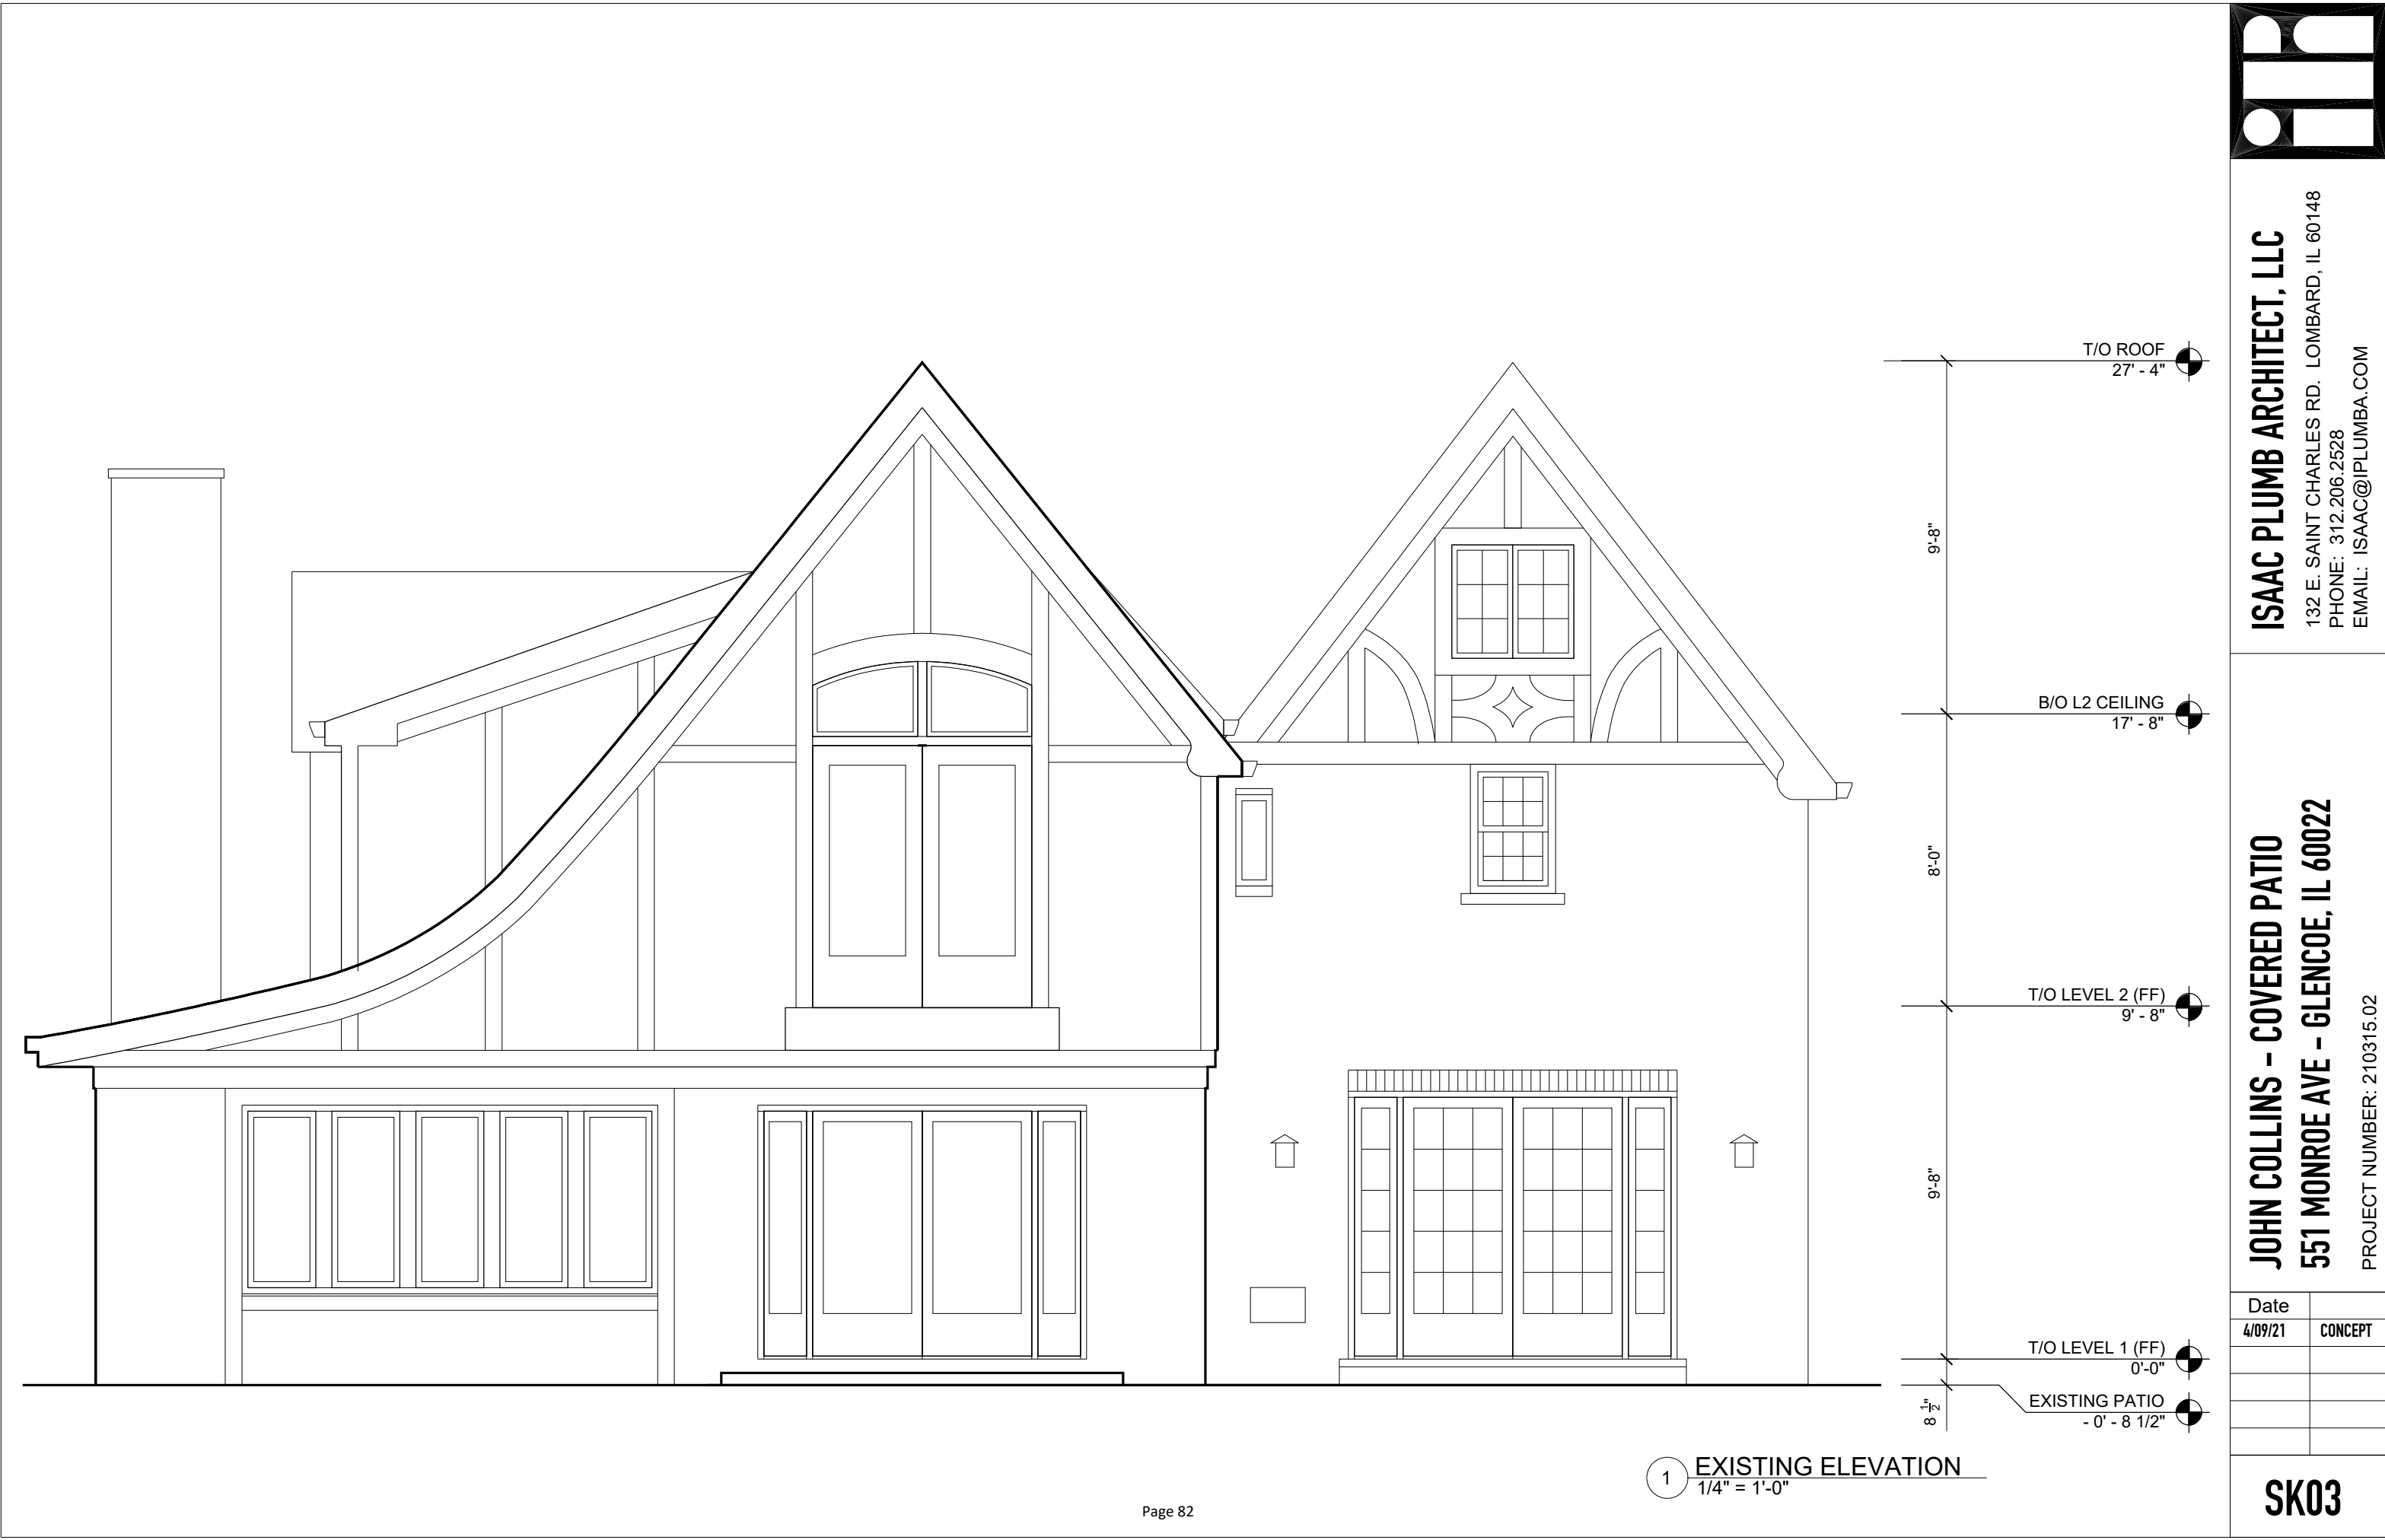 T/O ROOF
27' - 4"
9'-8"
B/O L2 CEILING
17' - 8"
8'-0"
T/O LEVEL 2 (FF)
9' - 8"
9'-8"
T/O LEVEL 1 (FF)
0'-0"
8 1/2"
EXISTING PATIO
- 0' - 8 1/2"
1 EXISTING ELEVATION
1/4" = 1'-0"
Page 82
ISAAC PLUMB ARCHITECT, LLC
132 E. SAINT CHARLES RD. LOMBARD, IL 60148
PHONE: 312.206.2528
EMAIL: ISAAC@IPLUMBA.COM
JOHN COLLINS - COVERED PATIO
551 MONROE AVE - GLENCOE, IL 60022
PROJECT NUMBER: 210315.02
Date
4/09/21 CONCEPT
SK03